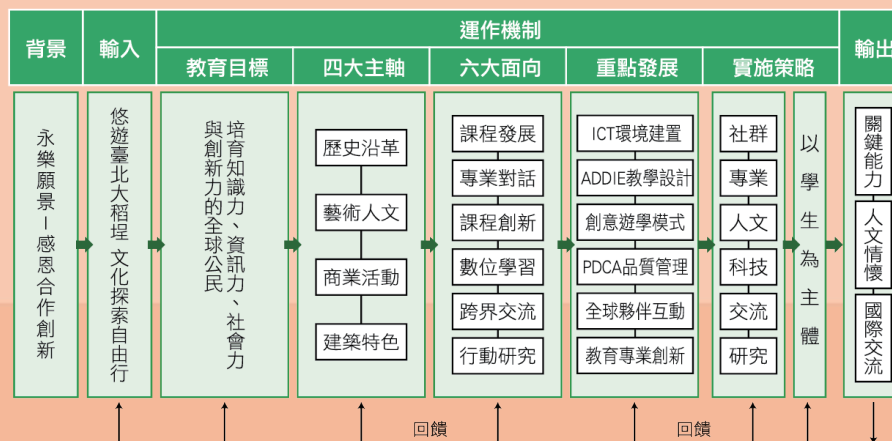 背景
輸入
運作機制
輸出
教育目標
四大主軸
六大面向
重點發展
實施策略
永樂願景－感恩合作創新
悠遊臺北大稻埕 文化探索自由行
培育知識力、資訊力、社會力
與創新力的全球公民
歷史沿革
藝術人文
商業活動
建築特色
課程發展
專業對話
課程創新
數位學習
跨界交流
行動研究
ICT環境建置
ADDIE教學設計
創意遊學模式
PDCA品質管理
全球夥伴互動
教育專業創新
社群
專業
人文
科技
交流
研究
以學生為主體
關鍵能力
人文情懷
國際交流
回饋
回饋